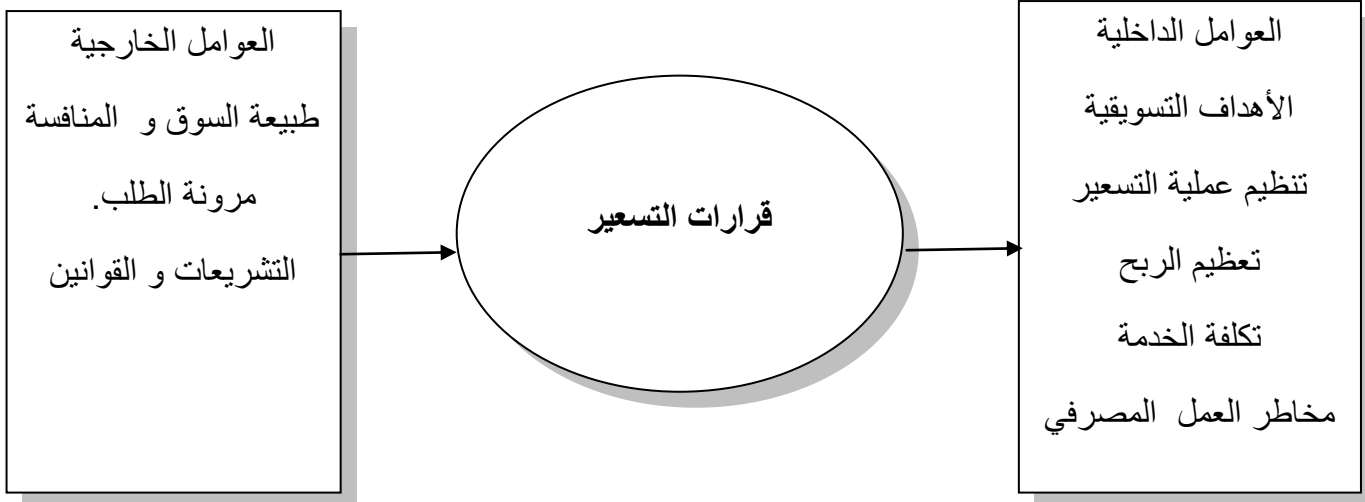 العوامل الداخلية
الأهداف التسويقية
تنظيم عملية التسعير
تعظيم الربح
تكلفة الخدمة
مخاطر العمل المصرفي
قرارات التسعير
العوامل الخارجية
طبيعة السوق و المنافسة
مرونة الطلب.
التشريعات و القوانين